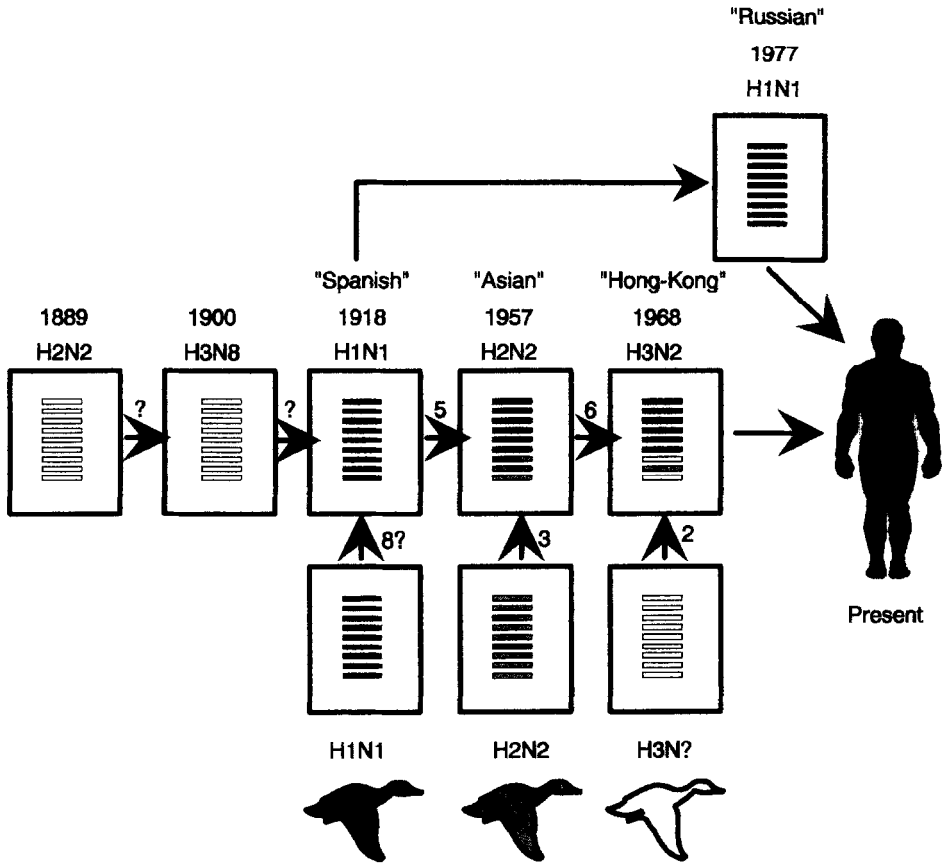 "Russian"
1977
H1N1
"Spanish"
"Asian"
"Hong-Kong"
1889
1900
1918
1957
1968
H2N2
H3N8
H1N1
H2N2
H3N2
?
?
5
6
8?
3
2
Present
H1N1
H2N2
H3N?